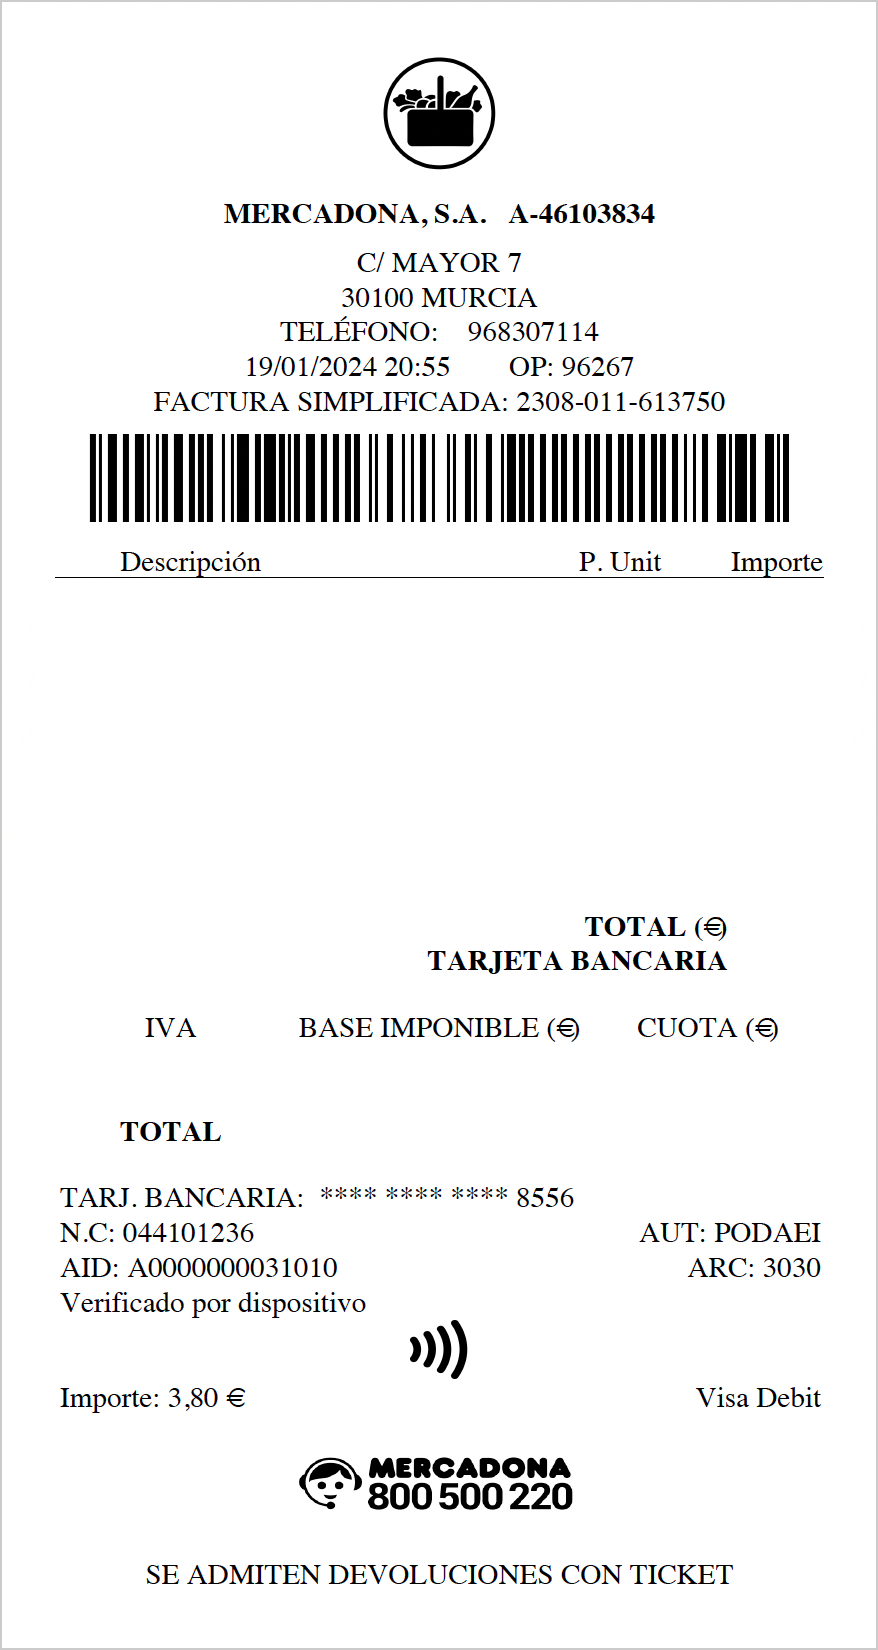 MERCADONA, S.A. A-46103834
C/ MAYOR 7
30100 MURCIA
TELÉFONO: 968307114
19/01/2024 20:55 OP: 96267
FACTURA SIMPLIFICADA: 2308-011-613750
Descripción P. Unit Importe
TOTAL (€)
TARJETA BANCARIA
IVA BASE IMPONIBLE (€) CUOTA (€)
TOTAL
TARJ. BANCARIA: **** **** **** 8556
N.C: 044101236 AUT: PODAEI
AID: A0000000031010 ARC: 3030
Verificado por dispositivo
Importe: 3,80 € Visa Debit
MERCADONA
800 500 220
SE ADMITEN DEVOLUCIONES CON TICKET